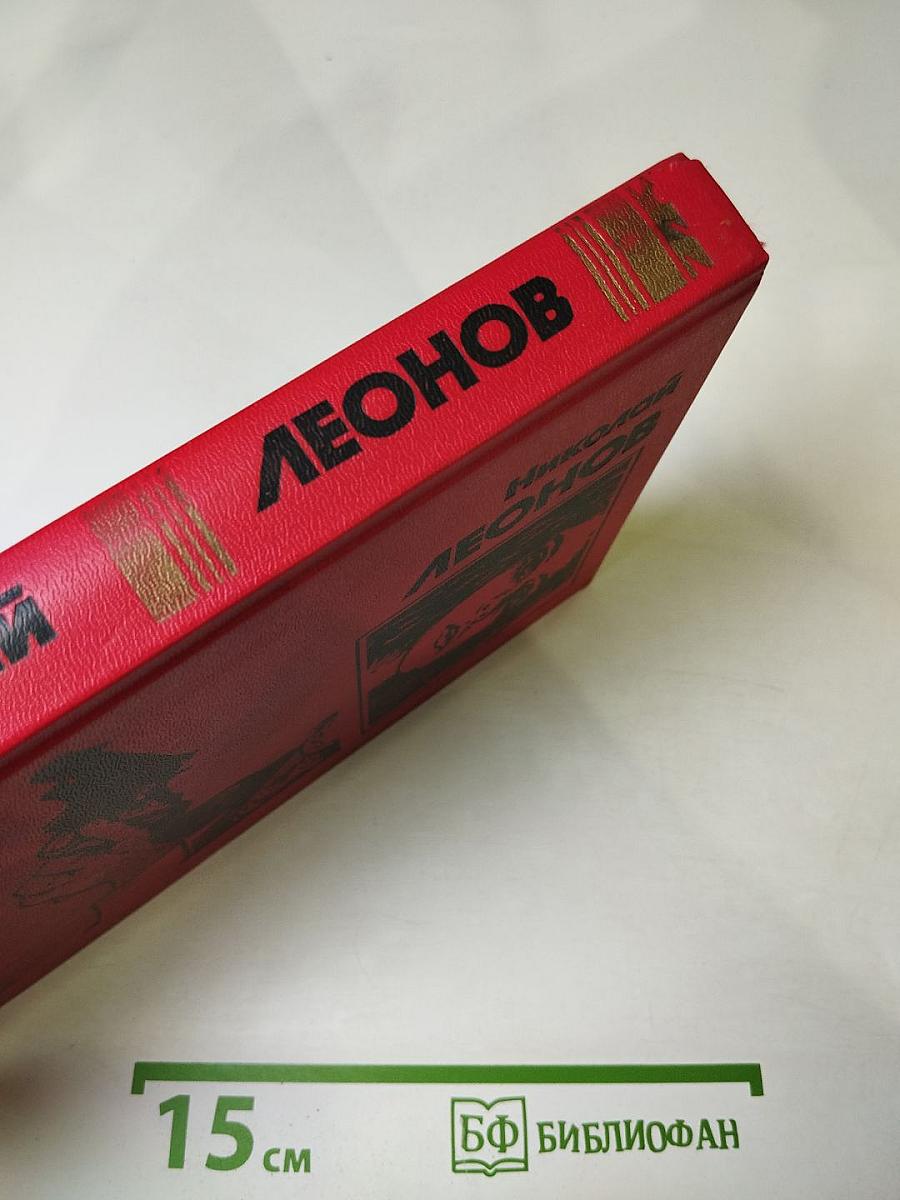 ЛЕОНОВ
Николай
ЛЕОНОВ
15 см
БФ БИБЛИОФАН